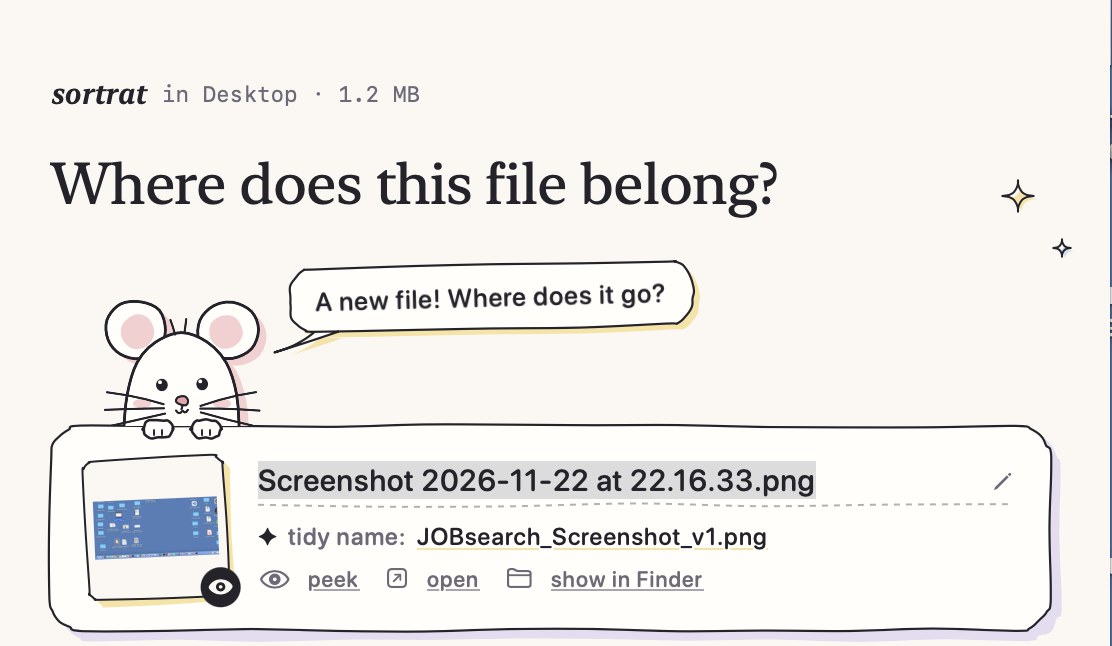 sortrat in Desktop · 1.2 MB
Where does this file belong?
A new file! Where does it go?
Screenshot 2026-11-22 at 22.16.33.png
tidy name: JOBsearch_Screenshot_v1.png
peek open show in Finder